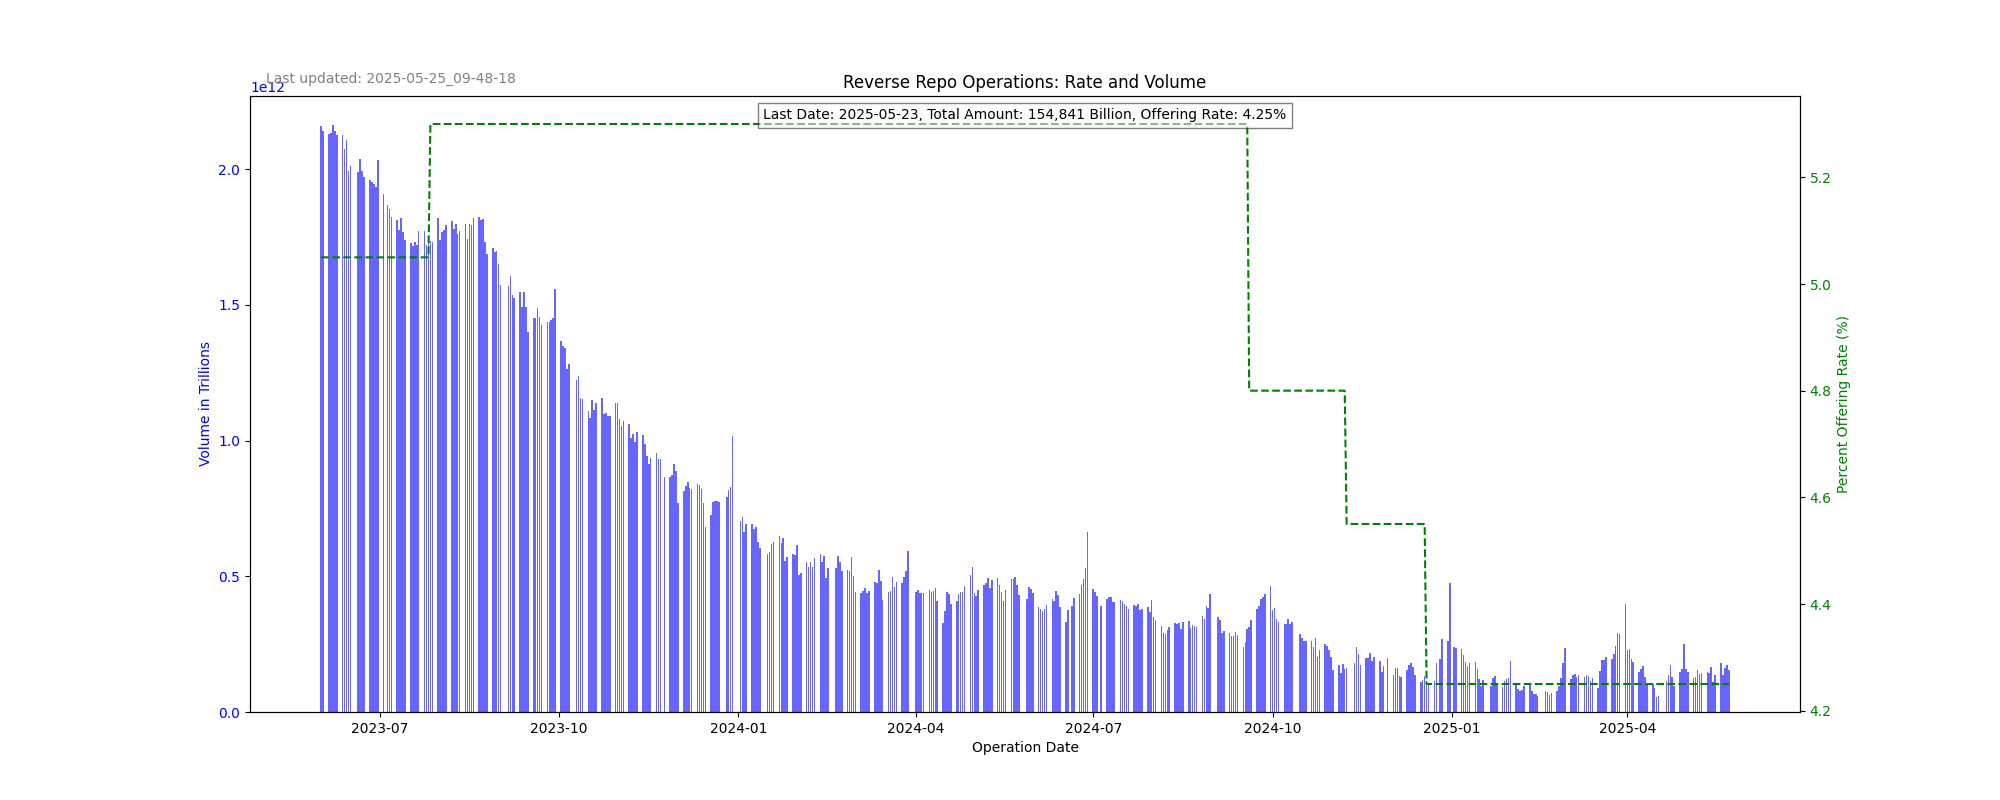 Last updated: 2025-05-25_09-48-18
1e12
Reverse Repo Operations: Rate and Volume
Last Date: 2025-05-23, Total Amount: 154,841 Billion, Offering Rate: 4.25%
2.0
1.5
1.0
0.5
0.0
Volume in Trillions
5.2
5.0
4.8
4.6
4.4
4.2
Percent Offering Rate (%)
2023-07
2023-10
2024-01
2024-04
2024-07
2024-10
2025-01
2025-04
Operation Date